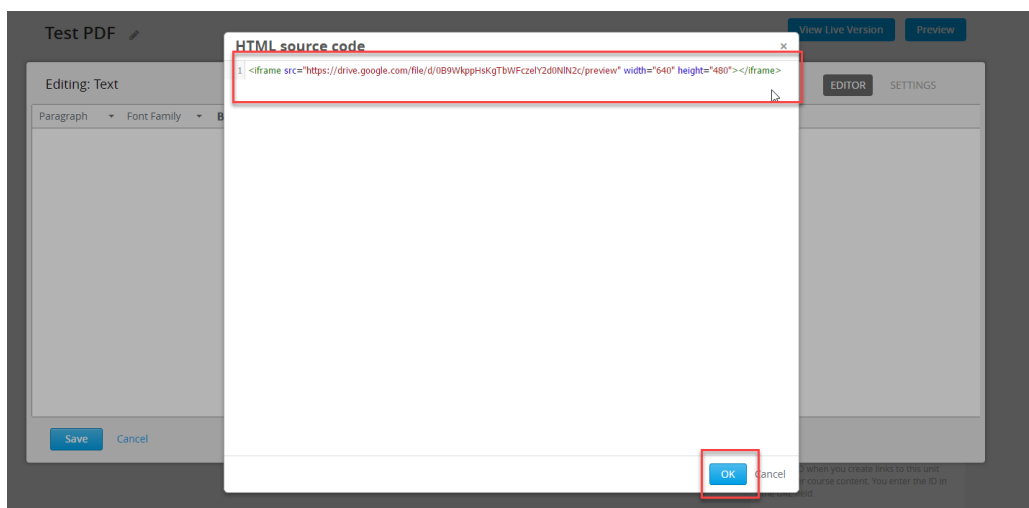 Test PDF
View Live Version Preview
HTML source code ×
1 <iframe src="https://drive.google.com/file/d/0B9WkppHsKgTbWFczelY2d0NlN2c/preview" width="640" height="480"></iframe>
Editing: Text
EDITOR SETTINGS
Paragraph Font Family B
Save Cancel
OK Cancel
when you create links to this unit
course content. You enter the ID in
field.